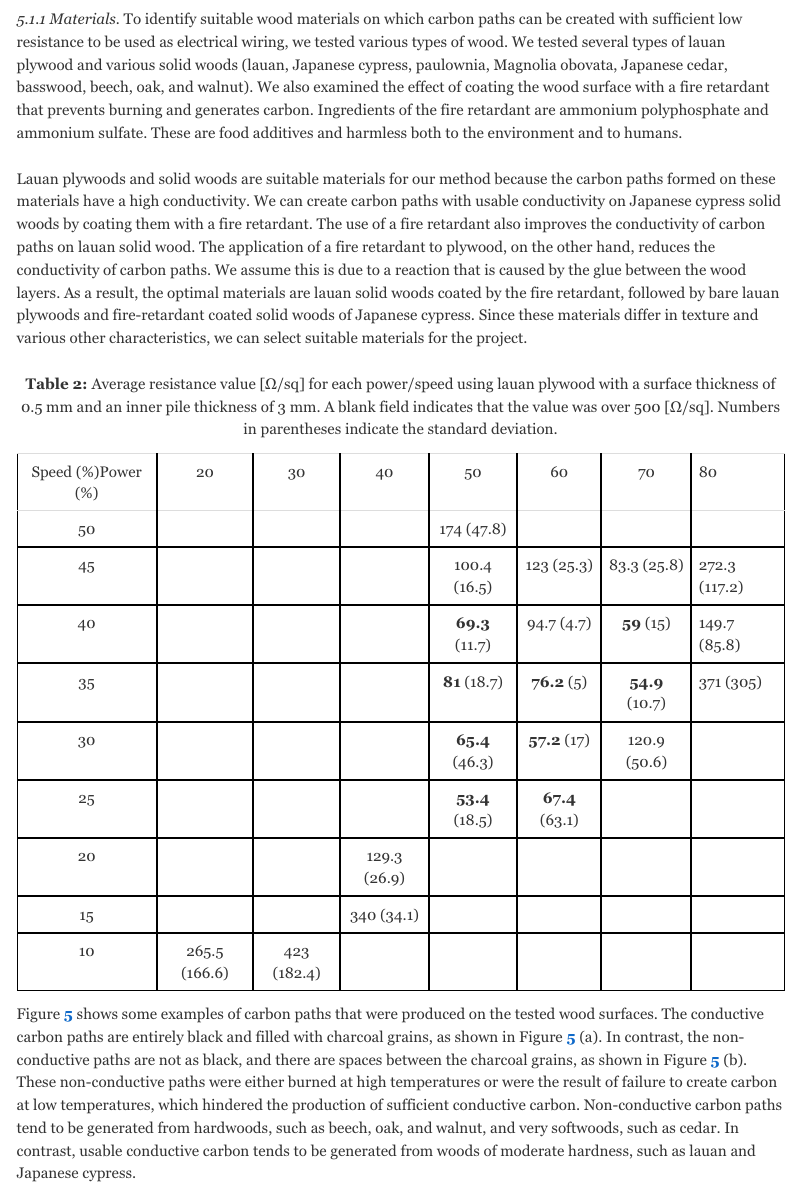 5.1.1 Materials. To identify suitable wood materials on which carbon paths can be created with sufficient low
resistance to be used as electrical wiring, we tested various types of wood. We tested several types of lauan
plywood and various solid woods (lauan, Japanese cypress, paulownia, Magnolia obovata, Japanese cedar,
basswood, beech, oak, and walnut). We also examined the effect of coating the wood surface with a fire retardant
that prevents burning and generates carbon. Ingredients of the fire retardant are ammonium polyphosphate and
ammonium sulfate. These are food additives and harmless both to the environment and to humans.
Lauan plywoods and solid woods are suitable materials for our method because the carbon paths formed on these
materials have a high conductivity. We can create carbon paths with usable conductivity on Japanese cypress solid
woods by coating them with a fire retardant. The use of a fire retardant also improves the conductivity of carbon
paths on lauan solid wood. The application of a fire retardant to plywood, on the other hand, reduces the
conductivity of carbon paths. We assume this is due to a reaction that is caused by the glue between the wood
layers. As a result, the optimal materials are lauan solid woods coated by the fire retardant, followed by bare lauan
plywoods and fire-retardant coated solid woods of Japanese cypress. Since these materials differ in texture and
various other characteristics, we can select suitable materials for the project.
Table 2: Average resistance value [Ω/sq] for each power/speed using lauan plywood with a surface thickness of
0.5 mm and an inner pile thickness of 3 mm. A blank field indicates that the value was over 500 [Ω/sq]. Numbers
in parentheses indicate the standard deviation.
Speed (%)Power 20 30 40 50 60 70 80
(%)
50 174 (47.8)
45 100.4 123 (25.3) 83.3 (25.8) 272.3
(16.5) (117.2)
40 69.3 94.7 (4.7) 59 (15) 149.7
(11.7) (85.8)
35 81 (18.7) 76.2 (5) 54.9 371 (305)
(10.7)
30 65.4 57.2 (17) 120.9
(46.3) (50.6)
25 53.4 67.4
(18.5) (63.1)
20 129.3
(26.9)
15 340 (34.1)
10 265.5 423
(166.6) (182.4)
Figure 5 shows some examples of carbon paths that were produced on the tested wood surfaces. The conductive
carbon paths are entirely black and filled with charcoal grains, as shown in Figure 5 (a). In contrast, the non-
conductive paths are not as black, and there are spaces between the charcoal grains, as shown in Figure 5 (b).
These non-conductive paths were either burned at high temperatures or were the result of failure to create carbon
at low temperatures, which hindered the production of sufficient conductive carbon. Non-conductive carbon paths
tend to be generated from hardwoods, such as beech, oak, and walnut, and very softwoods, such as cedar. In
contrast, usable conductive carbon tends to be generated from woods of moderate hardness, such as lauan and
Japanese cypress.